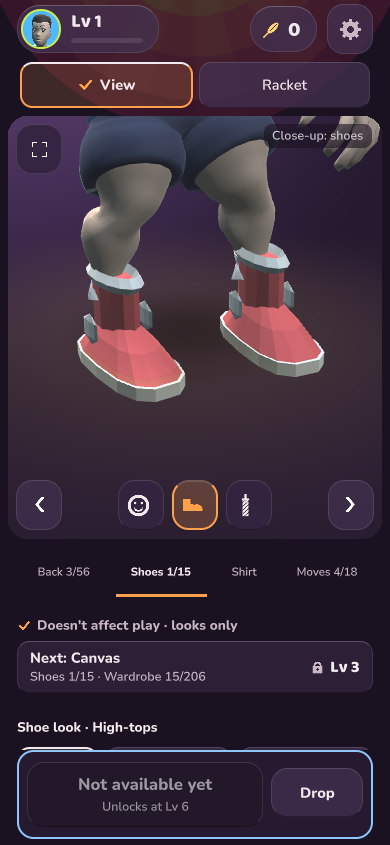 Lv 1
0
View
Racket
Close-up: shoes
Back 3/56
Shoes 1/15
Shirt
Moves 4/18
Doesn't affect play · looks only
Next: Canvas
Shoes 1/15 · Wardrobe 15/206
Lv 3
Shoe look · High-tops
Not available yet
Unlocks at Lv 6
Drop